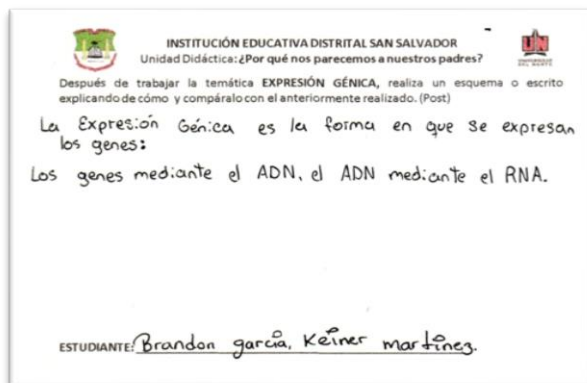 INSTITUCIÓN EDUCATIVA DISTRITAL SAN SALVADOR
Unidad Didáctica: ¿Por qué nos parecemos a nuestros padres?
Después de trabajar la temática EXPRESIÓN GÉNICA, realiza un esquema o escrito
explicando de cómo y compáralo con el anteriormente realizado. (Post)
La Expresión Génica es la forma en que se expresan
los genes:
Los genes mediante el ADN, el ADN mediante el RNA.
ESTUDIANTE: Brandon garcía, Keiner martínez.